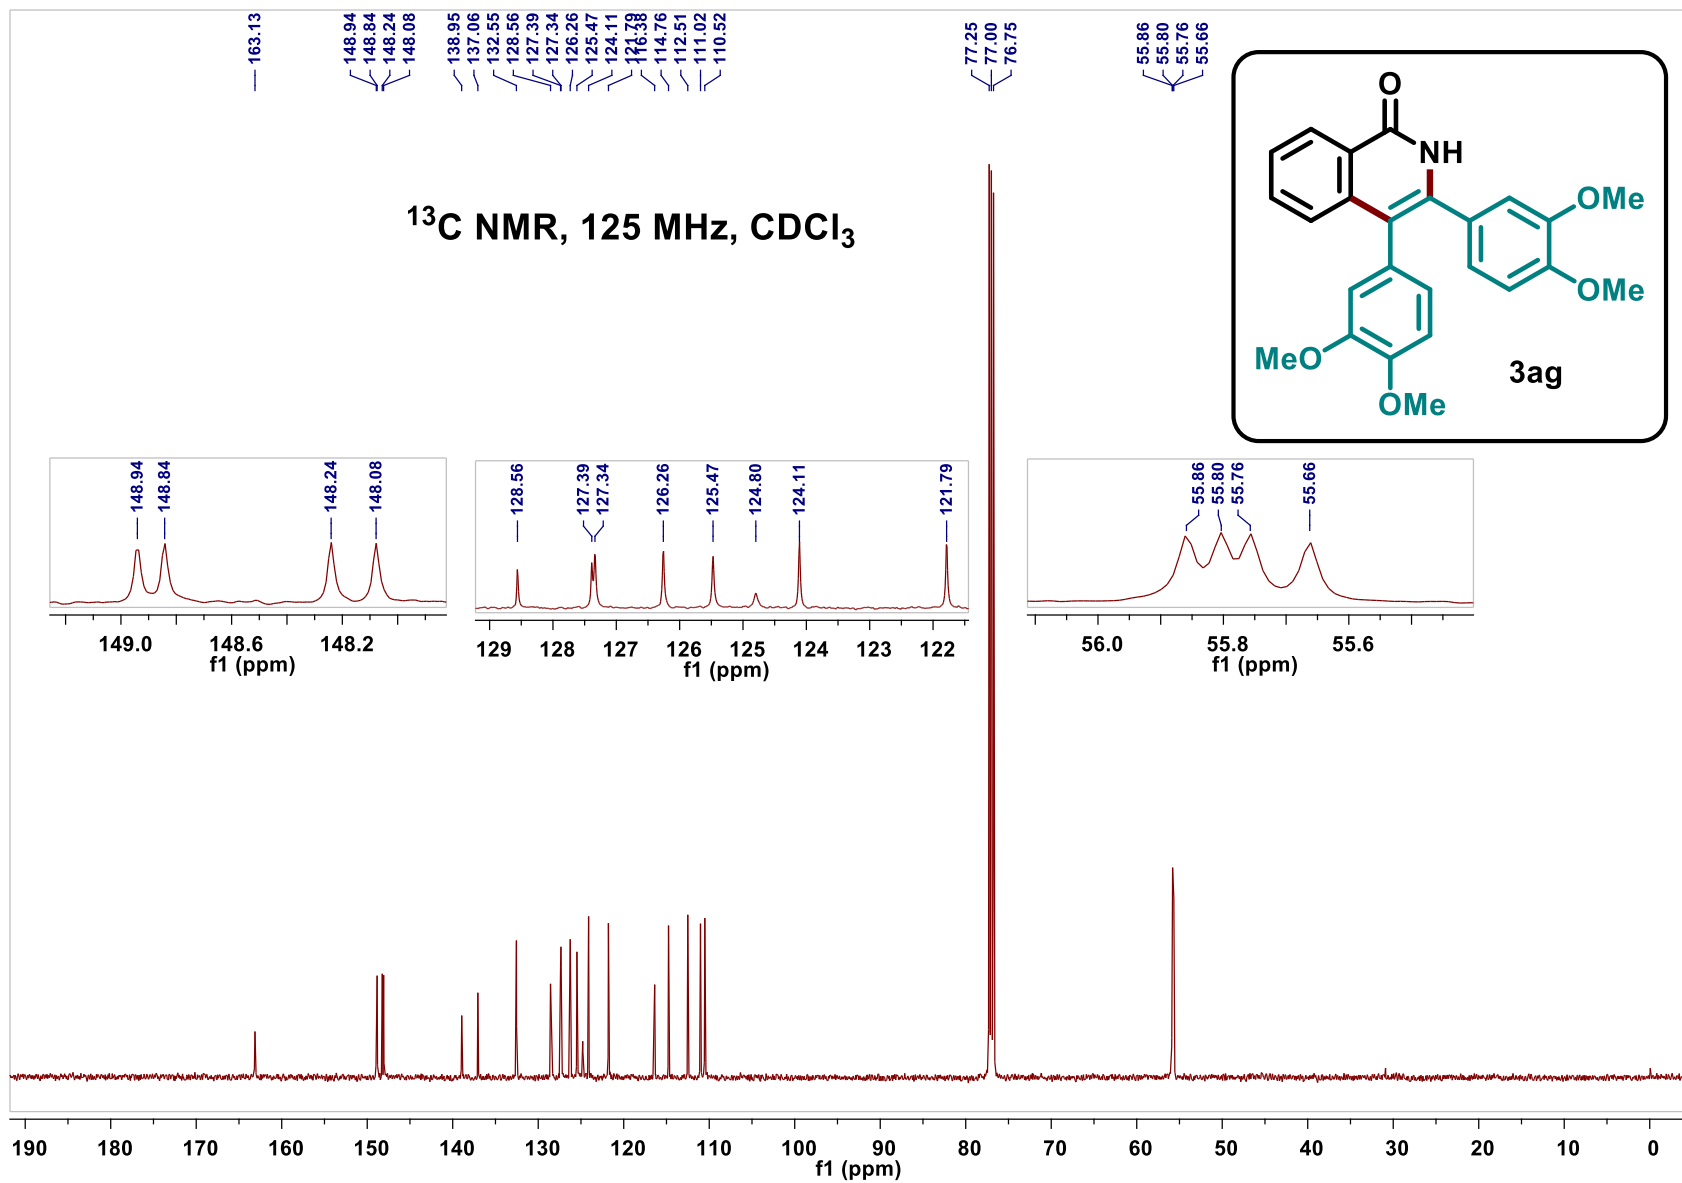 163.13
148.94
148.84
148.24
148.08
138.95
137.06
132.55
128.56
127.39
127.34
126.26
125.47
124.11
121.79
116.38
114.76
112.51
111.02
110.52
77.25
77.00
76.75
55.86
55.80
55.76
55.66
¹³C NMR, 125 MHz, CDCl₃
O
NH
OMe
OMe
MeO
OMe
3ag
148.94
148.84
148.24
148.08
149.0 148.6 148.2
f1 (ppm)
128.56
127.39
127.34
126.26
125.47
124.80
124.11
121.79
129 128 127 126 125 124 123 122
f1 (ppm)
55.86
55.80
55.76
55.66
56.0 55.8 55.6
f1 (ppm)
190 180 170 160 150 140 130 120 110 100 90 80 70 60 50 40 30 20 10 0
f1 (ppm)